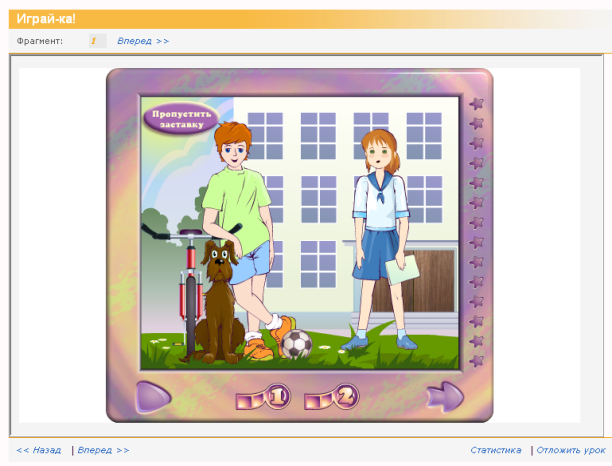 Играй-ка!
Фрагмент: 1 Вперед >>
Пропустить
заставку
1 2
<< Назад | Вперед >> Статистика | Отложить урок